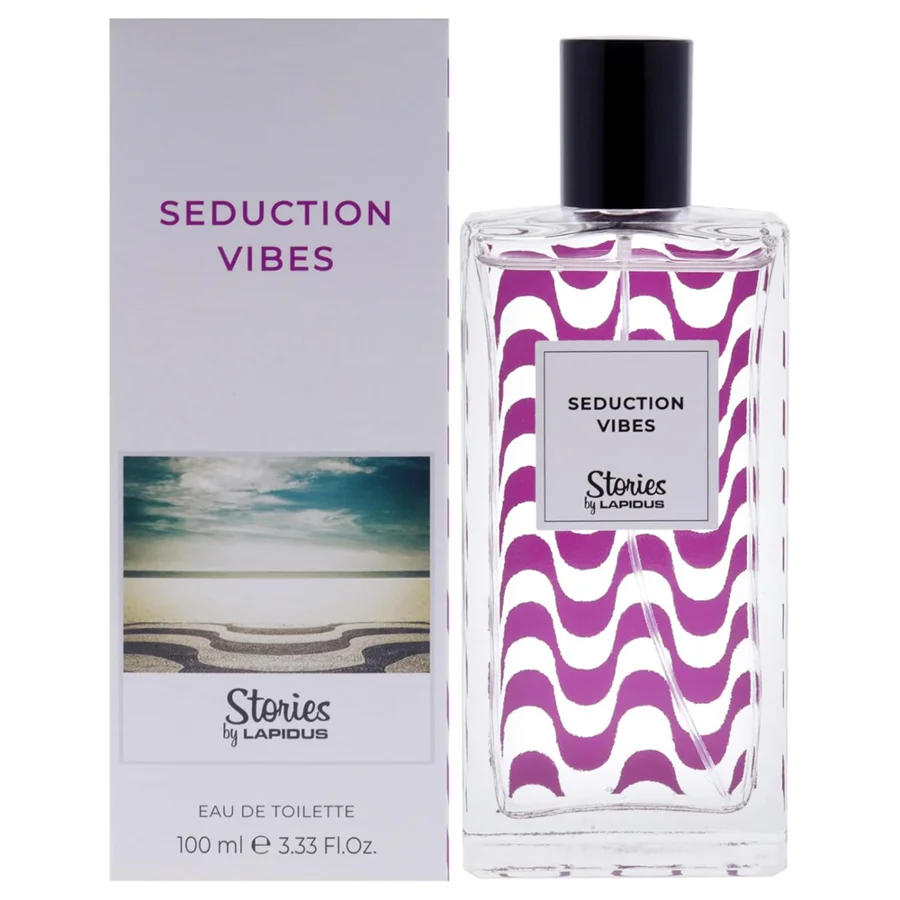 SEDUCTION
VIBES
Stories
by LAPIDUS
EAU DE TOILETTE
100 ml ℮ 3.33 Fl.Oz.
SEDUCTION
VIBES
Stories
by LAPIDUS